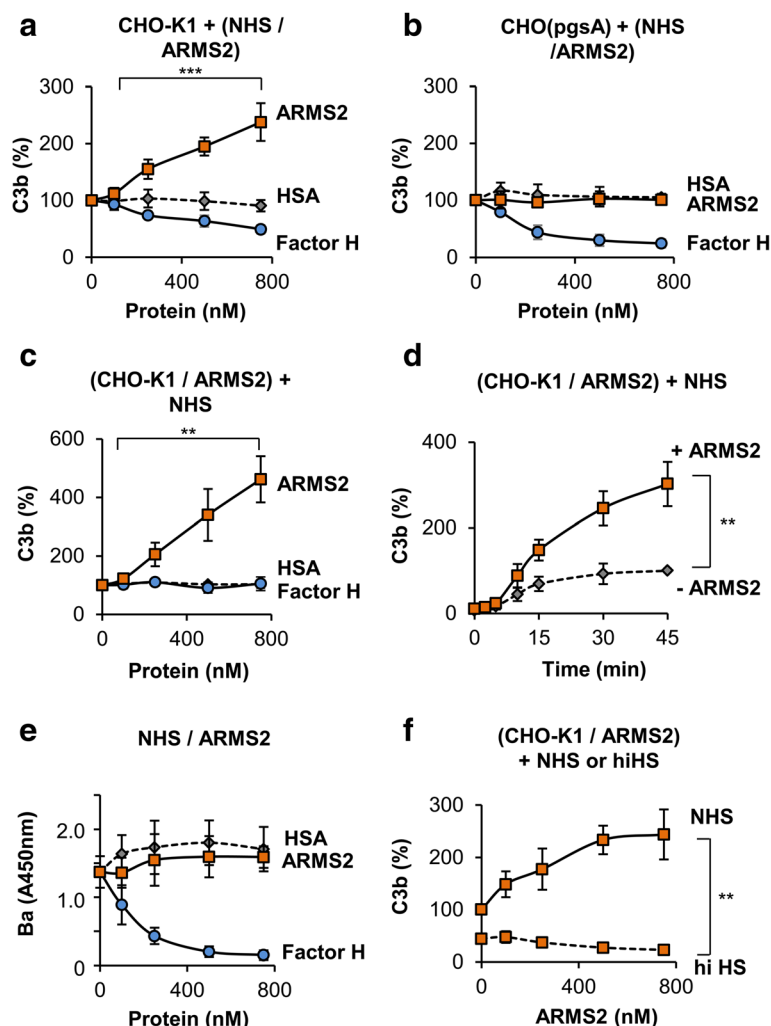 a
CHO-K1 + (NHS /
ARMS2)
***
300
200
100
0
C3b (%)
ARMS2
HSA
Factor H
0 400 800
Protein (nM)
b
CHO(pgsA) + (NHS
/ARMS2)
300
200
100
0
C3b (%)
HSA
ARMS2
Factor H
0 400 800
Protein (nM)
c
(CHO-K1 / ARMS2) +
NHS
**
600
400
200
0
C3b (%)
ARMS2
HSA
Factor H
0 400 800
Protein (nM)
d
(CHO-K1 / ARMS2) + NHS
400
200
0
C3b (%)
+ ARMS2
**
- ARMS2
0 15 30 45
Time (min)
e
NHS / ARMS2
2.0
1.0
0
Ba (A450nm)
HSA
ARMS2
Factor H
0 400 800
Protein (nM)
f
(CHO-K1 / ARMS2)
+ NHS or hiHS
300
200
100
0
C3b (%)
NHS
**
hi HS
0 400 800
ARMS2 (nM)